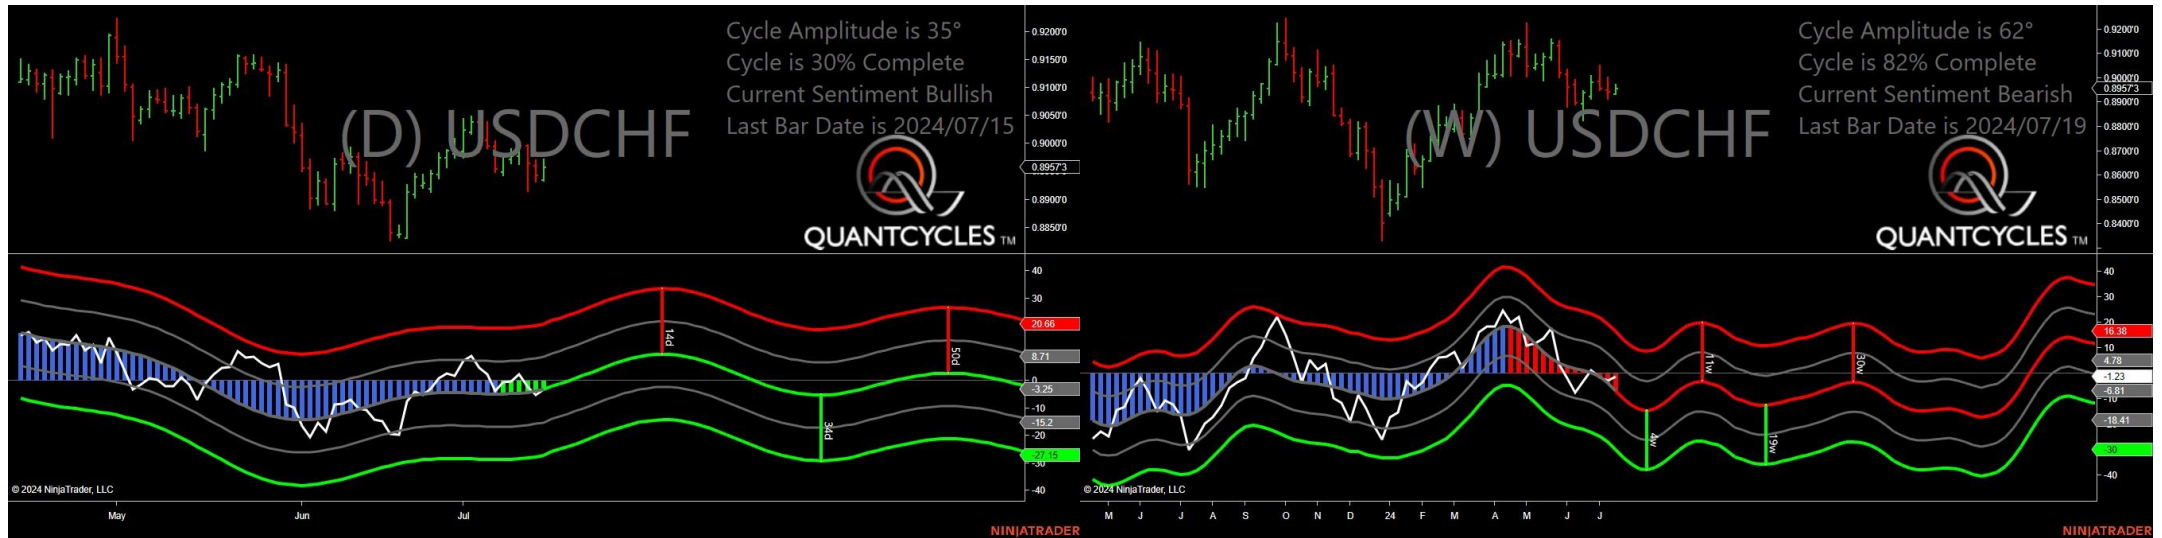 Cycle Amplitude is 35°
Cycle is 30% Complete
Current Sentiment Bullish
Last Bar Date is 2024/07/15
(D) USDCHF
QUANTCYCLES TM
0.9200'0
0.9150'0
0.9100'0
0.9050'0
0.9000'0
0.8957'3
0.8900'0
0.8850'0
40
30
20.66
8.71
0
-3.25
-10
-15.2
-20
-27.15
-30
-40
14d
34d
50d
© 2024 NinjaTrader, LLC
May Jun Jul
NINJATRADER
Cycle Amplitude is 62°
Cycle is 82% Complete
Current Sentiment Bearish
Last Bar Date is 2024/07/19
(W) USDCHF
QUANTCYCLES TM
0.9200'0
0.9100'0
0.9000'0
0.8957'3
0.8900'0
0.8800'0
0.8700'0
0.8600'0
0.8500'0
0.8400'0
40
30
20
16.38
10
4.78
-1.23
-6.81
-10
-18.41
-30
-40
4w
11w
19w
30w
© 2024 NinjaTrader, LLC
M J J A S O N D 24 F M A M J J
NINJATRADER